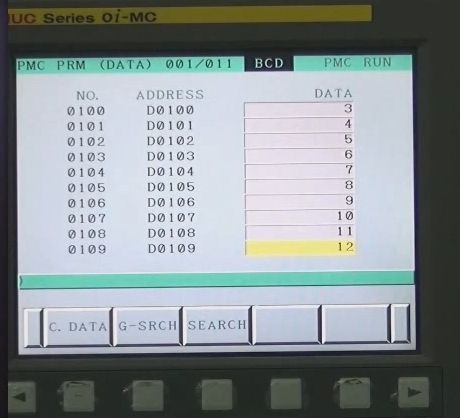 UC Series 0i-MC
PMC PRM (DATA) 001/011 BCD PMC RUN
NO. ADDRESS DATA
0100 D0100 3
0101 D0101 4
0102 D0102 5
0103 D0103 6
0104 D0104 7
0105 D0105 8
0106 D0106 9
0107 D0107 10
0108 D0108 11
0109 D0109 12
)
C. DATA G-SRCH SEARCH